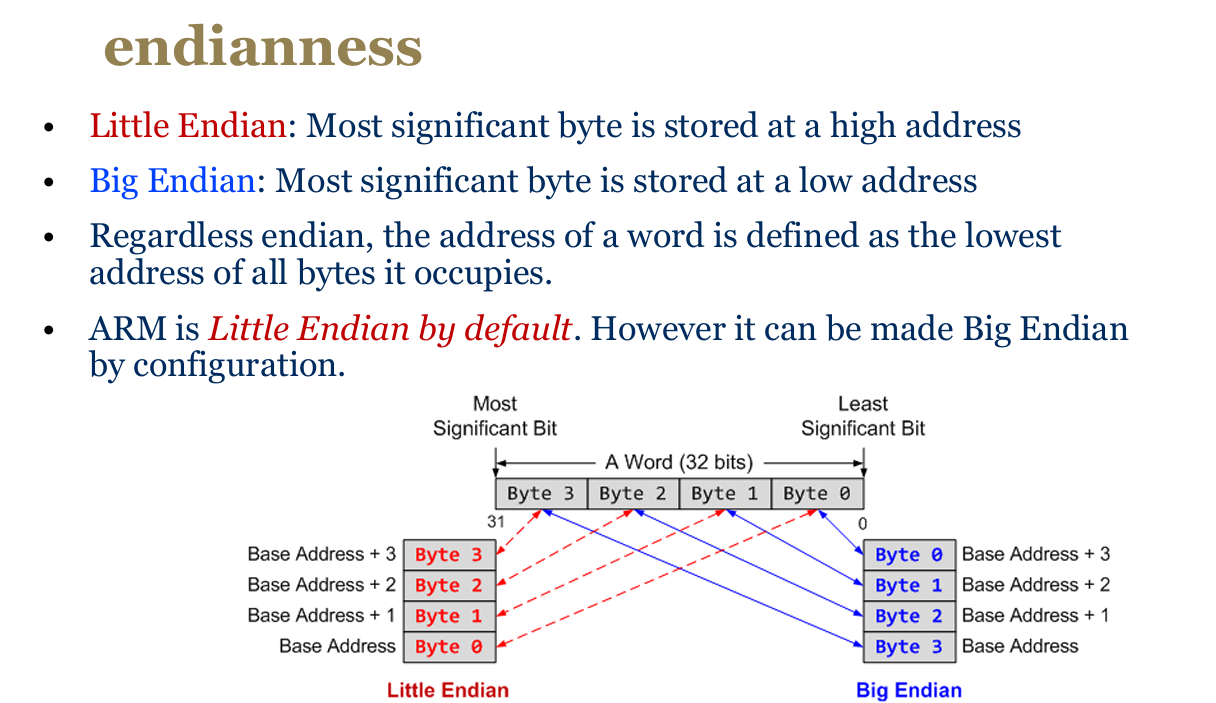 endianness
• Little Endian: Most significant byte is stored at a high address
• Big Endian: Most significant byte is stored at a low address
• Regardless endian, the address of a word is defined as the lowest
address of all bytes it occupies.
• ARM is Little Endian by default. However it can be made Big Endian
by configuration.
Most
Significant Bit
Least
Significant Bit
A Word (32 bits)
Byte 3 Byte 2 Byte 1 Byte 0
31 0
Base Address + 3 Byte 3
Base Address + 2 Byte 2
Base Address + 1 Byte 1
Base Address Byte 0
Little Endian
Byte 0 Base Address + 3
Byte 1 Base Address + 2
Byte 2 Base Address + 1
Byte 3 Base Address
Big Endian